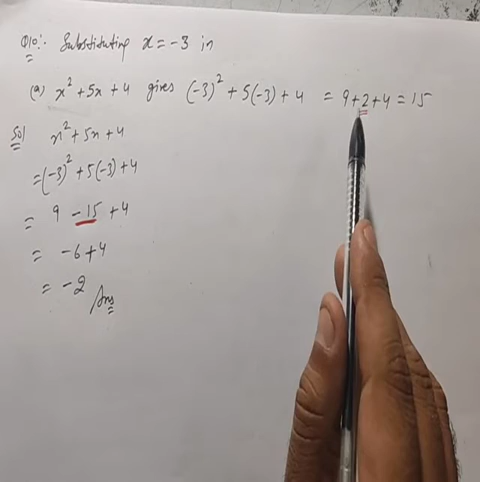 Q10:- Substituting x = -3 in
(a) x² + 5x + 4 gives (-3)² + 5(-3) + 4 = 9 + 2 + 4 = 15
Sol x² + 5x + 4
= (-3)² + 5(-3) + 4
= 9 - 15 + 4
= -6 + 4
= -2 Ans